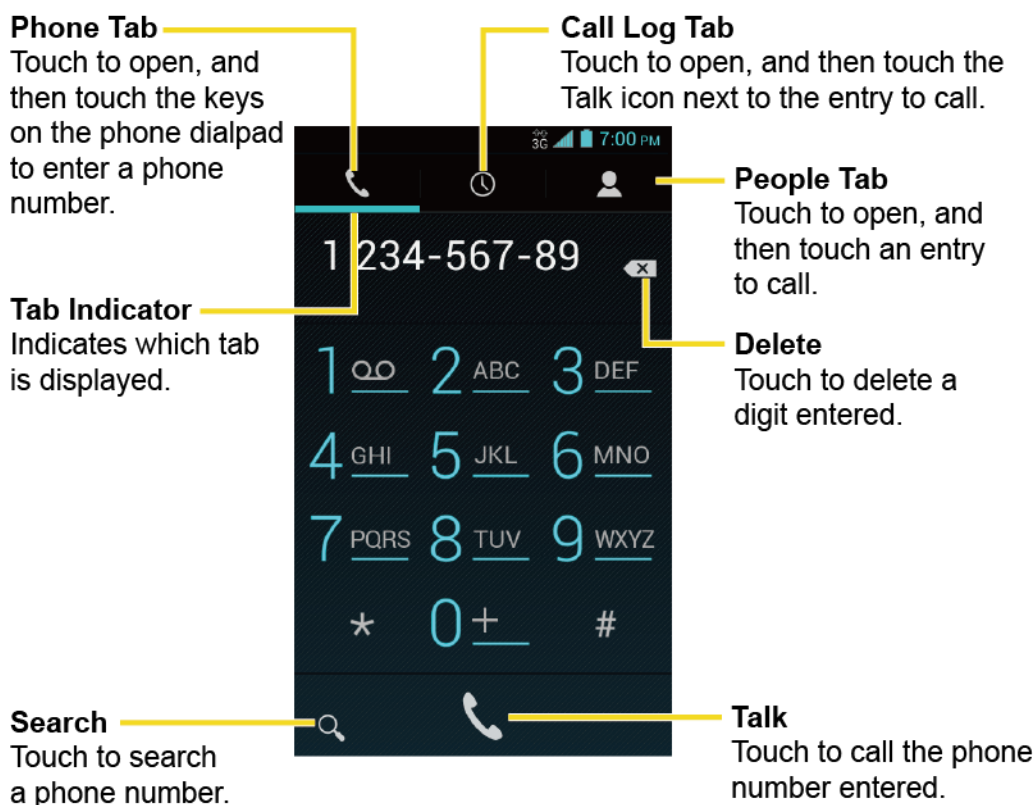 Phone Tab
Touch to open, and
then touch the keys
on the phone dialpad
to enter a phone
number.
Call Log Tab
Touch to open, and then touch the
Talk icon next to the entry to call.
3G 7:00 PM
People Tab
Touch to open, and
then touch an entry
to call.
1 234-567-89
Tab Indicator
Indicates which tab
is displayed.
Delete
Touch to delete a
digit entered.
1 2 ABC 3 DEF
4 GHI 5 JKL 6 MNO
7 PQRS 8 TUV 9 WXYZ
* 0 + #
Search
Touch to search
a phone number.
Talk
Touch to call the phone
number entered.